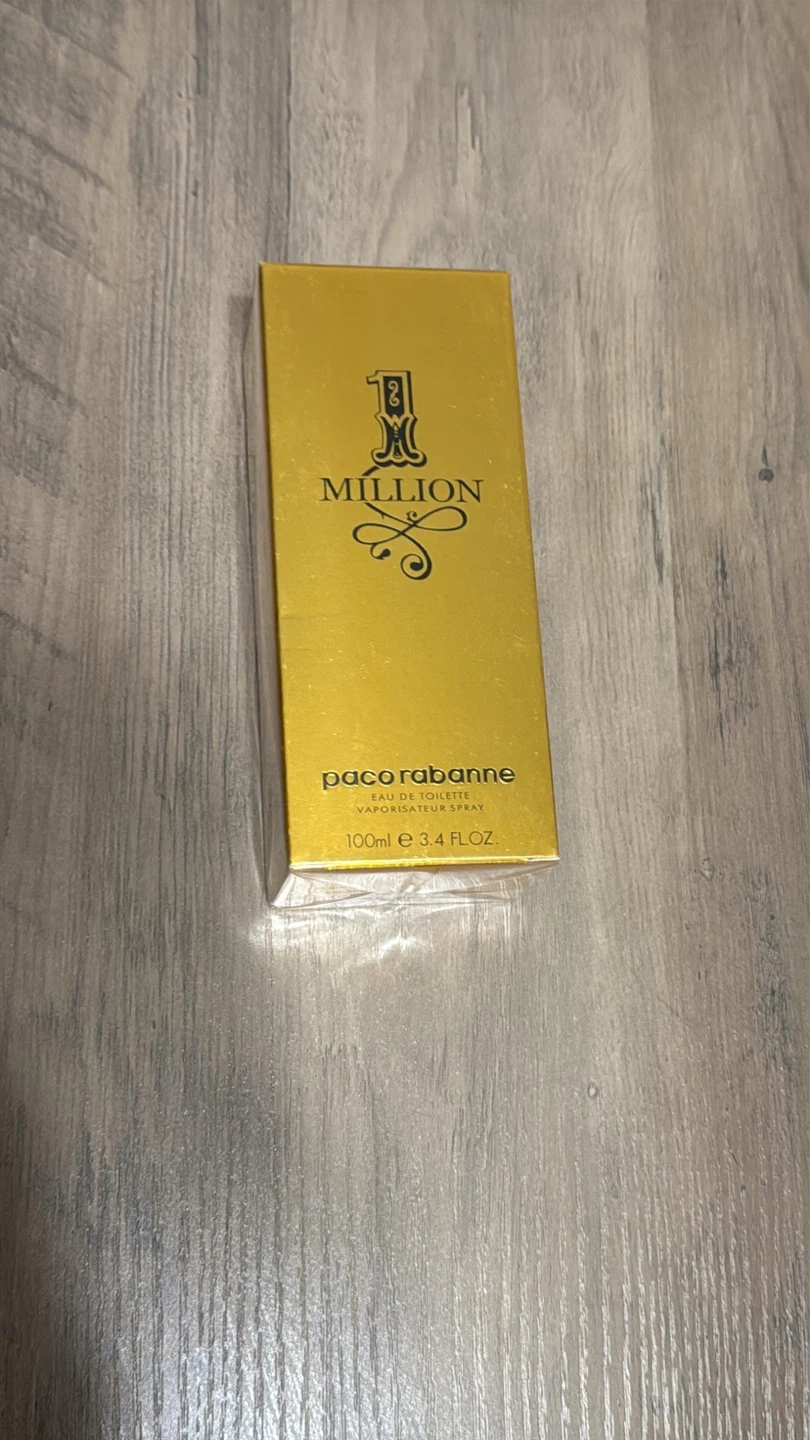 1
MILLION
paco rabanne
EAU DE TOILETTE
VAPORISATEUR SPRAY
100ml e 3.4 FL.OZ.